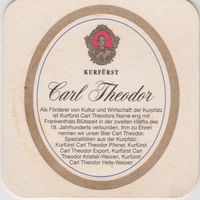 KURFÜRST
Carl Theodor
Als Förderer von Kultur und Wirtschaft der Kurpfalz
ist Kurfürst Carl Theodors Name eng mit
Frankenthals Blütezeit in der zweiten Hälfte des
18. Jahrhunderts verbunden. Ihm zu Ehren
nennen wir unser Bier Carl Theodor.
Spezialitäten aus der Kurpfalz:
Kurfürst Carl Theodor Pilsner, Kurfürst
Carl Theodor Export, Kurfürst Carl
Theodor Kristall-Weizen, Kurfürst
Carl Theodor Hefe-Weizen